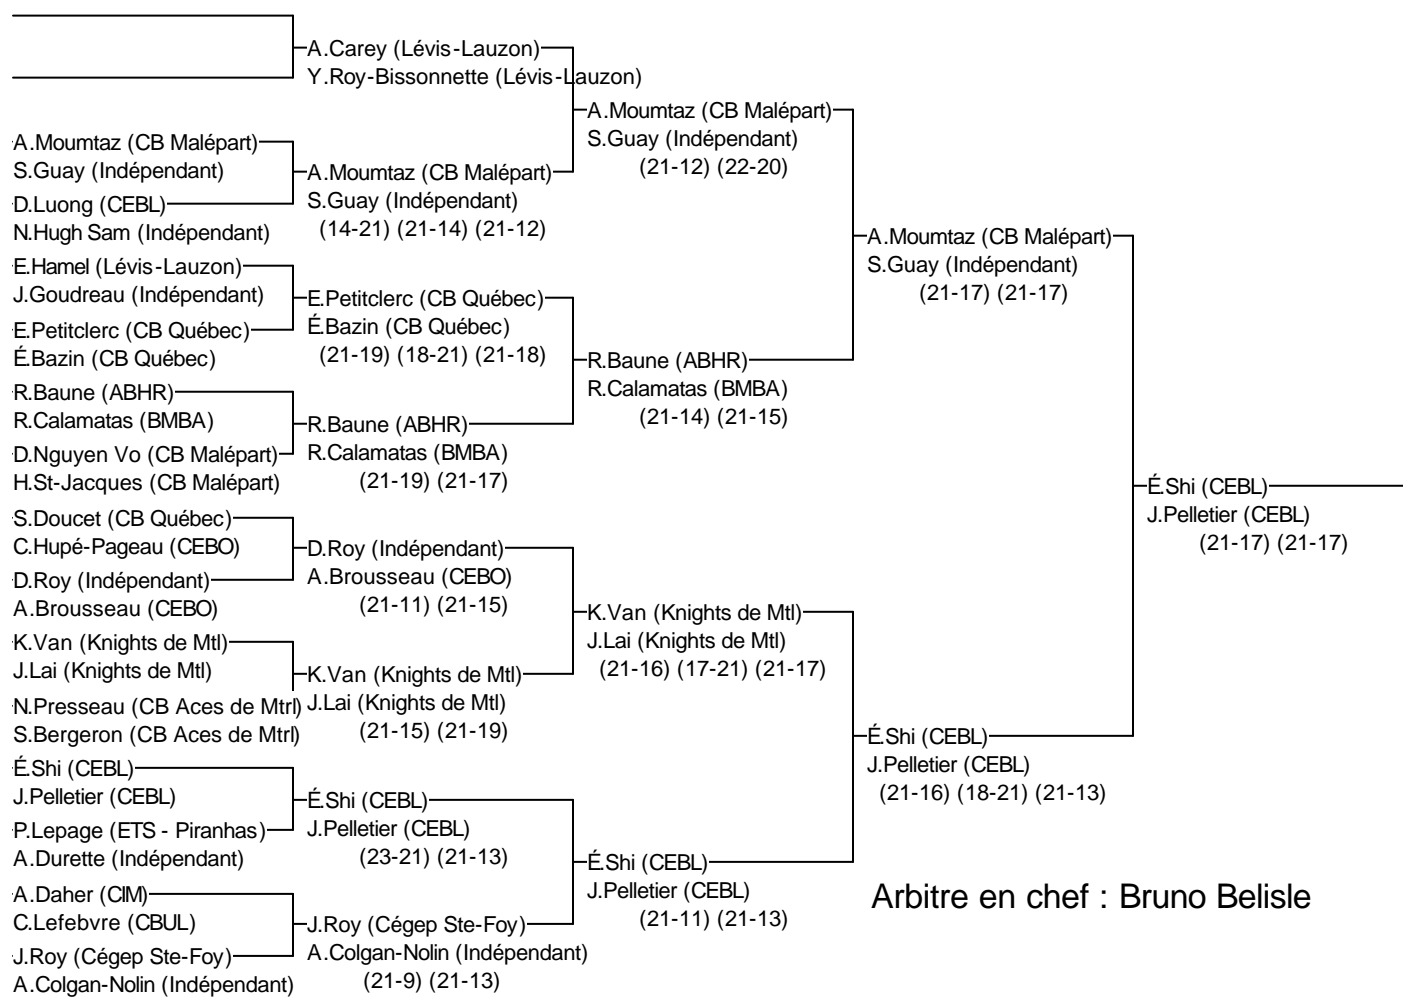 A.Carey (Lévis-Lauzon)
Y.Roy-Bissonnette (Lévis-Lauzon)
A.Moumtaz (CB Malépart)
S.Guay (Indépendant)
D.Luong (CEBL)
N.Hugh Sam (Indépendant)
A.Moumtaz (CB Malépart)
S.Guay (Indépendant)
(14-21) (21-14) (21-12)
A.Moumtaz (CB Malépart)
S.Guay (Indépendant)
(21-12) (22-20)
E.Hamel (Lévis-Lauzon)
J.Goudreau (Indépendant)
E.Petitclerc (CB Québec)
É.Bazin (CB Québec)
E.Petitclerc (CB Québec)
É.Bazin (CB Québec)
(21-19) (18-21) (21-18)
R.Baune (ABHR)
R.Calamatas (BMBA)
D.Nguyen Vo (CB Malépart)
H.St-Jacques (CB Malépart)
R.Baune (ABHR)
R.Calamatas (BMBA)
(21-19) (21-17)
R.Baune (ABHR)
R.Calamatas (BMBA)
(21-14) (21-15)
A.Moumtaz (CB Malépart)
S.Guay (Indépendant)
(21-17) (21-17)
S.Doucet (CB Québec)
C.Hupé-Pageau (CEBO)
D.Roy (Indépendant)
A.Brousseau (CEBO)
D.Roy (Indépendant)
A.Brousseau (CEBO)
(21-11) (21-15)
K.Van (Knights de Mtl)
J.Lai (Knights de Mtl)
N.Presseau (CB Aces de Mtrl)
S.Bergeron (CB Aces de Mtrl)
K.Van (Knights de Mtl)
J.Lai (Knights de Mtl)
(21-15) (21-19)
K.Van (Knights de Mtl)
J.Lai (Knights de Mtl)
(21-16) (17-21) (21-17)
É.Shi (CEBL)
J.Pelletier (CEBL)
P.Lepage (ETS - Piranhas)
A.Durette (Indépendant)
É.Shi (CEBL)
J.Pelletier (CEBL)
(23-21) (21-13)
A.Daher (CIM)
C.Lefebvre (CBUL)
J.Roy (Cégep Ste-Foy)
A.Colgan-Nolin (Indépendant)
J.Roy (Cégep Ste-Foy)
A.Colgan-Nolin (Indépendant)
(21-9) (21-13)
É.Shi (CEBL)
J.Pelletier (CEBL)
(21-11) (21-13)
É.Shi (CEBL)
J.Pelletier (CEBL)
(21-16) (18-21) (21-13)
É.Shi (CEBL)
J.Pelletier (CEBL)
(21-17) (21-17)
Arbitre en chef : Bruno Belisle